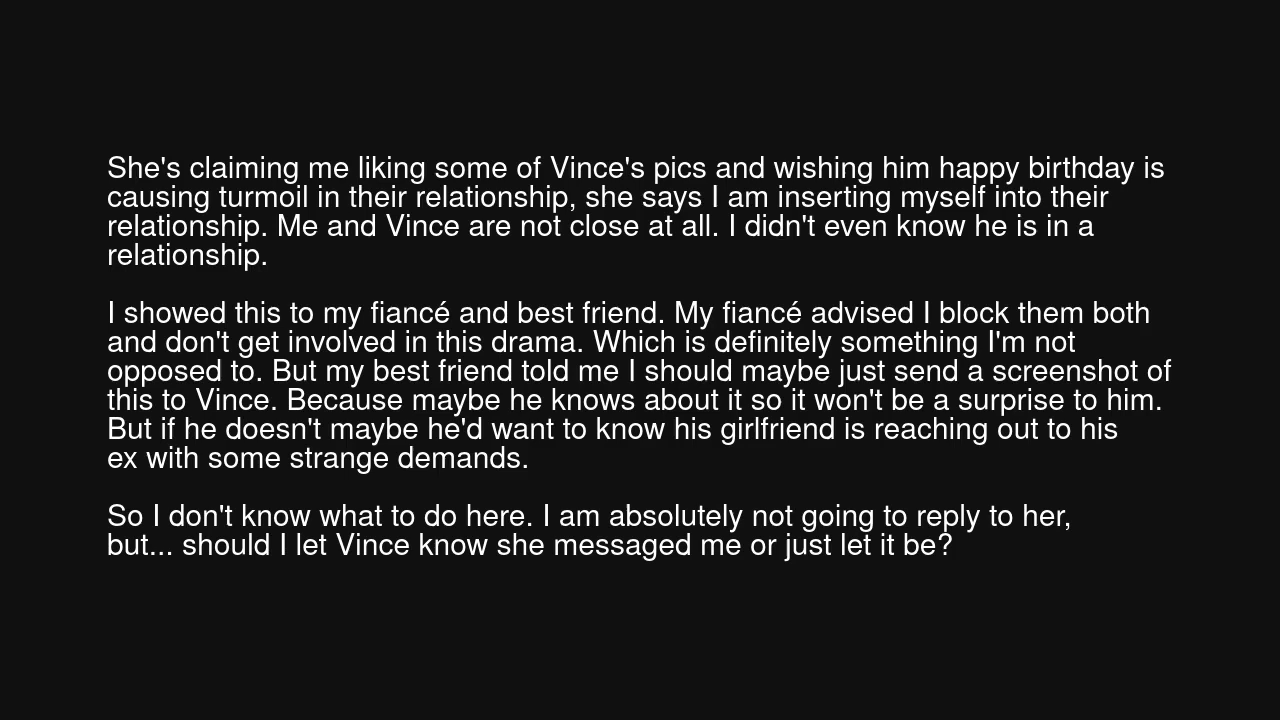 She's claiming me liking some of Vince's pics and wishing him happy birthday is
causing turmoil in their relationship, she says I am inserting myself into their
relationship. Me and Vince are not close at all. I didn't even know he is in a
relationship.
I showed this to my fiancé and best friend. My fiancé advised I block them both
and don't get involved in this drama. Which is definitely something I'm not
opposed to. But my best friend told me I should maybe just send a screenshot of
this to Vince. Because maybe he knows about it so it won't be a surprise to him.
But if he doesn't maybe he'd want to know his girlfriend is reaching out to his
ex with some strange demands.
So I don't know what to do here. I am absolutely not going to reply to her,
but... should I let Vince know she messaged me or just let it be?